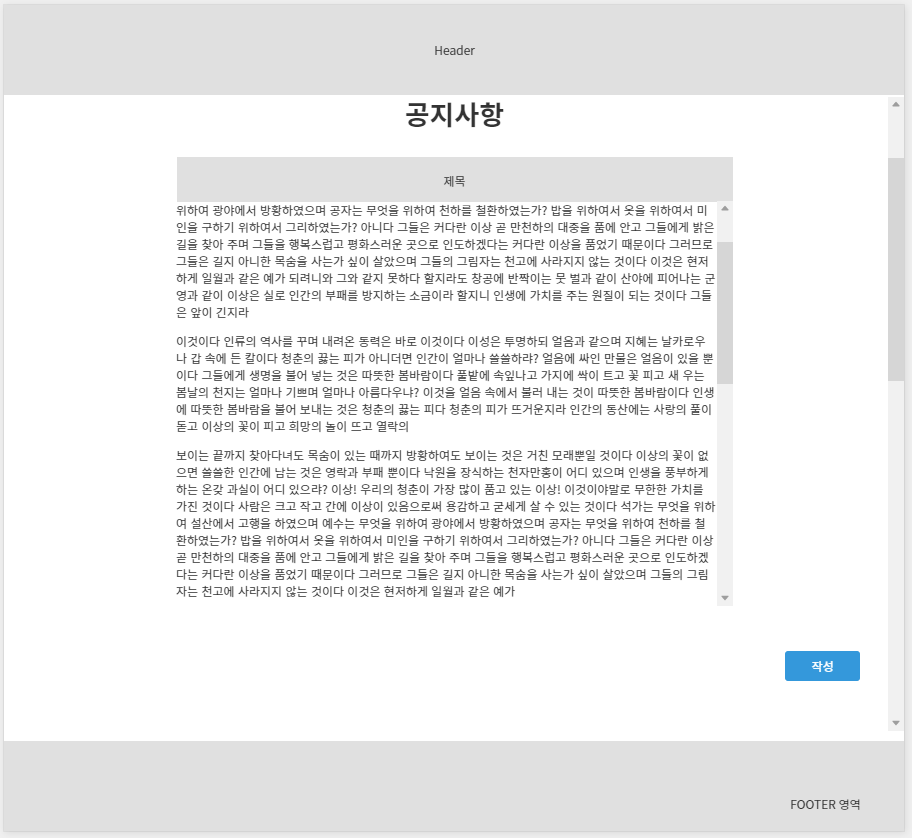 Header
공지사항
제목
위하여 광야에서 방황하였으며 공자는 무엇을 위하여 천하를 철환하였는가? 밥을 위하여서 옷을 위하여서 미
인을 구하기 위하여서 그리하였는가? 아니다 그들은 커다란 이상 곧 만천하의 대중을 품에 안고 그들에게 밝은
길을 찾아 주며 그들을 행복스럽고 평화스러운 곳으로 인도하겠다는 커다란 이상을 품었기 때문이다 그러므로
그들은 길지 아니한 목숨을 사는가 싶이 살았으며 그들의 그림자는 천고에 사라지지 않는 것이다 이것은 현저
하게 일월과 같은 예가 되려니와 그와 같지 못하다 할지라도 창공에 반짝이는 뭇 별과 같이 산야에 피어나는 군
영과 같이 이상은 실로 인간의 부패를 방지하는 소금이라 할지니 인생에 가치를 주는 원질이 되는 것이다 그들
은 앞이 긴지라
이것이다 인류의 역사를 꾸며 내려온 동력은 바로 이것이다 이성은 투명하되 얼음과 같으며 지혜는 날카로우
나 갑 속에 든 칼이다 청춘의 끓는 피가 아니더면 인간이 얼마나 쓸쓸하랴? 얼음에 싸인 만물은 얼음이 있을 뿐
이다 그들에게 생명을 불어 넣는 것은 따뜻한 봄바람이다 풀밭에 속잎나고 가지에 싹이 트고 꽃 피고 새 우는
봄날의 천지는 얼마나 기쁘며 얼마나 아름다우냐? 이것을 얼음 속에서 불러 내는 것이 따뜻한 봄바람이다 인생
에 따뜻한 봄바람을 불어 보내는 것은 청춘의 끓는 피다 청춘의 피가 뜨거운지라 인간의 동산에는 사랑의 풀이
돋고 이상의 꽃이 피고 희망의 놀이 뜨고 열락의
보이는 끝까지 찾아다녀도 목숨이 있는 때까지 방황하여도 보이는 것은 거친 모래뿐일 것이다 이상의 꽃이 없
으면 쓸쓸한 인간에 남는 것은 영락과 부패 뿐이다 낙원을 장식하는 천자만홍이 어디 있으며 인생을 풍부하게
하는 온갖 과실이 어디 있으랴? 이상! 우리의 청춘이 가장 많이 품고 있는 이상! 이것이야말로 무한한 가치를
가진 것이다 사람은 크고 작고 간에 이상이 있음으로써 용감하고 굳세게 살 수 있는 것이다 석가는 무엇을 위하
여 설산에서 고행을 하였으며 예수는 무엇을 위하여 광야에서 방황하였으며 공자는 무엇을 위하여 천하를 철
환하였는가? 밥을 위하여서 옷을 위하여서 미인을 구하기 위하여서 그리하였는가? 아니다 그들은 커다란 이상
곧 만천하의 대중을 품에 안고 그들에게 밝은 길을 찾아 주며 그들을 행복스럽고 평화스러운 곳으로 인도하겠
다는 커다란 이상을 품었기 때문이다 그러므로 그들은 길지 아니한 목숨을 사는가 싶이 살았으며 그들의 그림
자는 천고에 사라지지 않는 것이다 이것은 현저하게 일월과 같은 예가
작성
FOOTER 영역